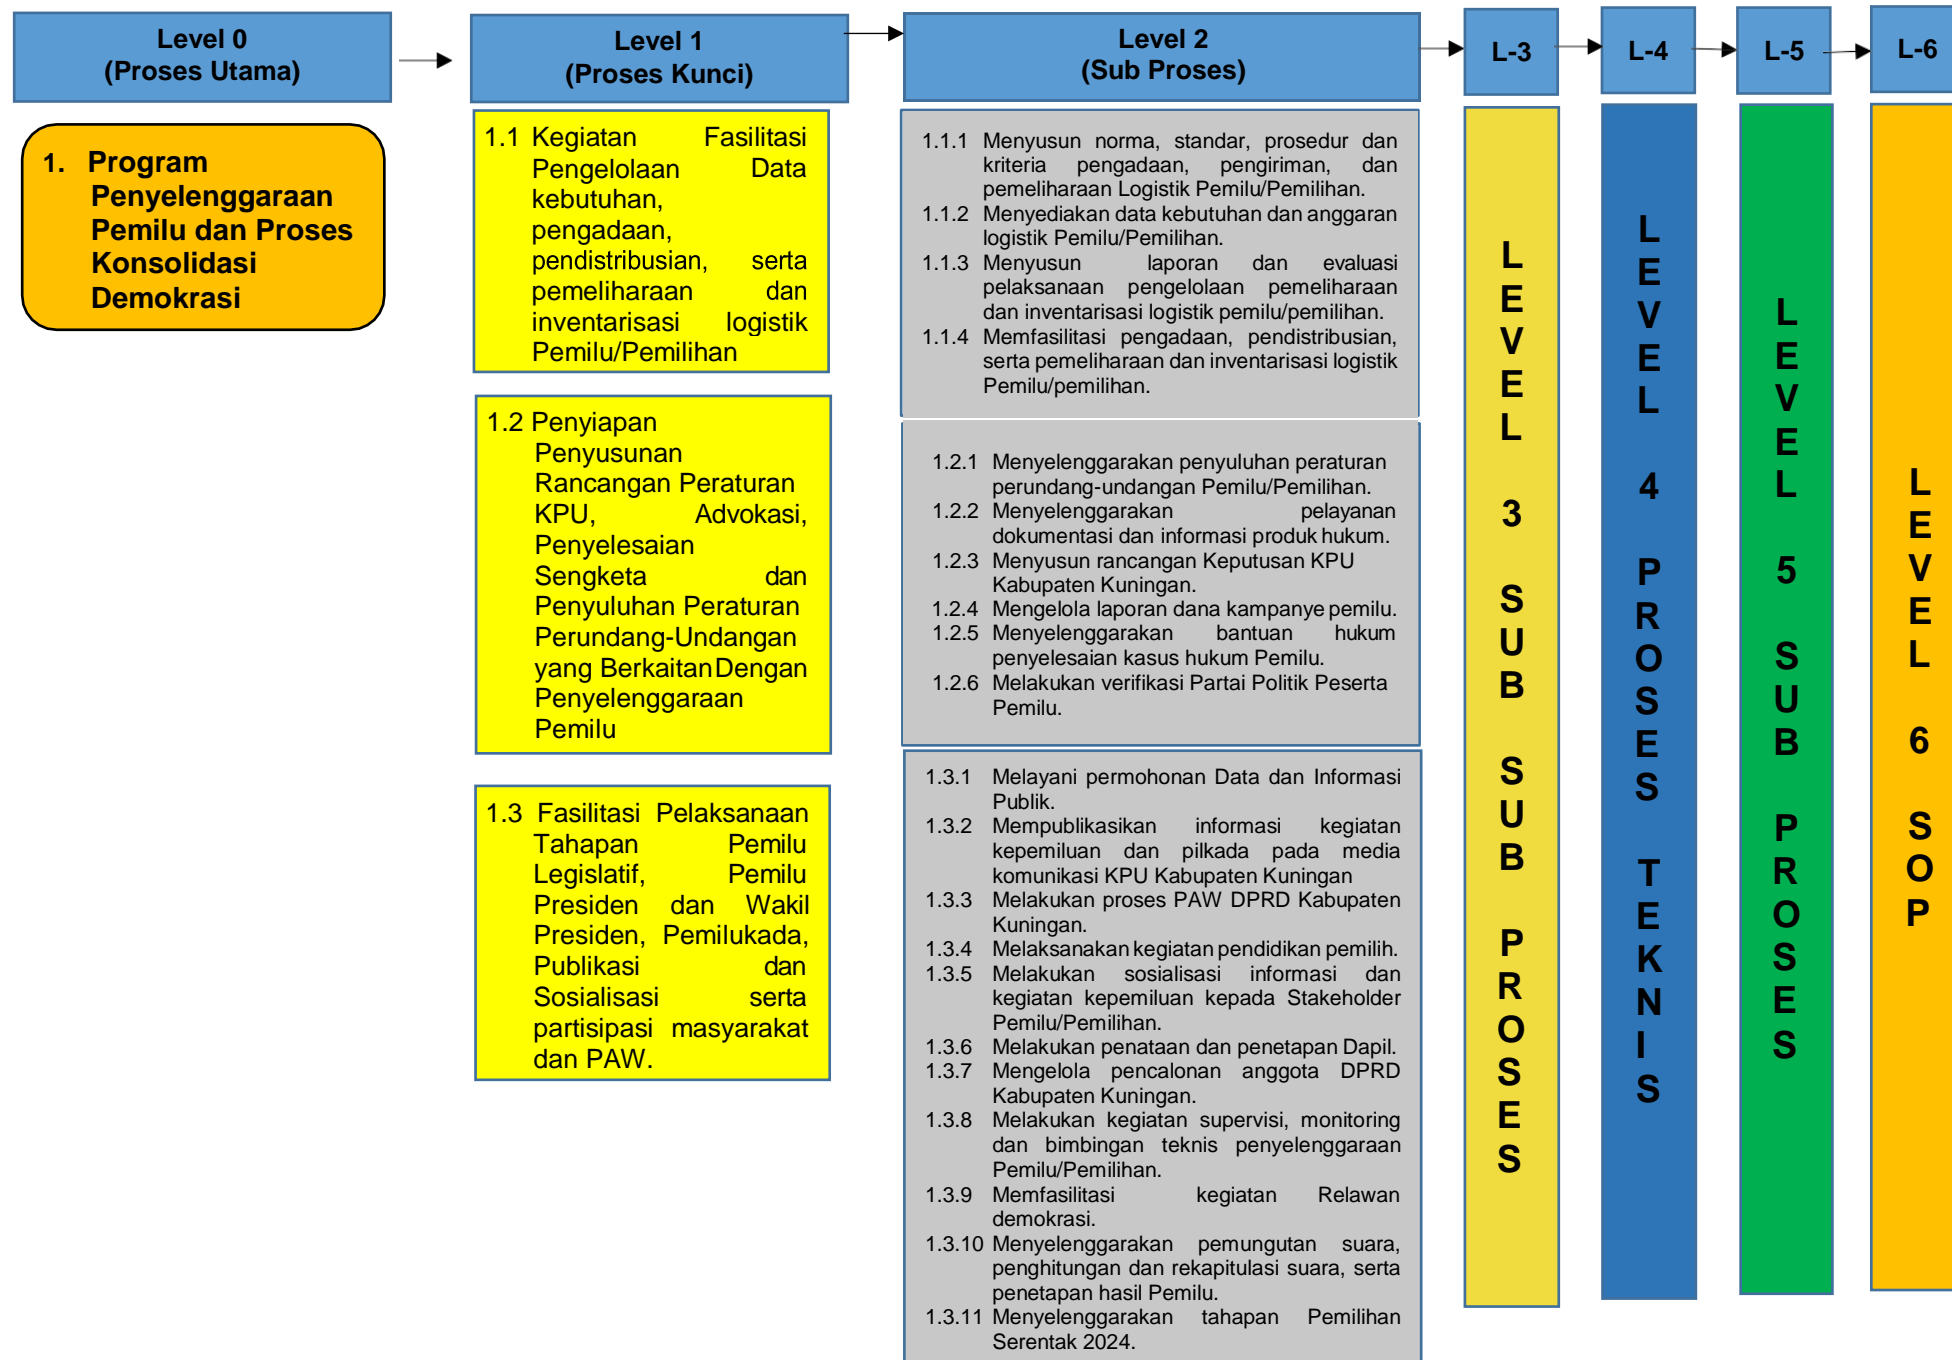 Level 0
(Proses Utama)
Level 1
(Proses Kunci)
Level 2
(Sub Proses)
L-3
L-4
L-5
L-6
1. Program
Penyelenggaraan
Pemilu dan Proses
Konsolidasi
Demokrasi
1.1 Kegiatan Fasilitasi
Pengelolaan Data
kebutuhan,
pengadaan,
pendistribusian, serta
pemeliharaan dan
inventarisasi logistik
Pemilu/Pemilihan
1.2 Penyiapan
Penyusunan
Rancangan Peraturan
KPU, Advokasi,
Penyelesaian
Sengketa dan
Penyuluhan Peraturan
Perundang-Undangan
yang Berkaitan Dengan
Penyelenggaraan
Pemilu
1.3 Fasilitasi Pelaksanaan
Tahapan Pemilu
Legislatif, Pemilu
Presiden dan Wakil
Presiden, Pemilukada,
Publikasi dan
Sosialisasi serta
partisipasi masyarakat
dan PAW.
1.1.1 Menyusun norma, standar, prosedur dan
kriteria pengadaan, pengiriman, dan
pemeliharaan Logistik Pemilu/Pemilihan.
1.1.2 Menyediakan data kebutuhan dan anggaran
logistik Pemilu/Pemilihan.
1.1.3 Menyusun laporan dan evaluasi
pelaksanaan pengelolaan pemeliharaan
dan inventarisasi logistik pemilu/pemilihan.
1.1.4 Memfasilitasi pengadaan, pendistribusian,
serta pemeliharaan dan inventarisasi logistik
Pemilu/pemilihan.
1.2.1 Menyelenggarakan penyuluhan peraturan
perundang-undangan Pemilu/Pemilihan.
1.2.2 Menyelenggarakan pelayanan
dokumentasi dan informasi produk hukum.
1.2.3 Menyusun rancangan Keputusan KPU
Kabupaten Kuningan.
1.2.4 Mengelola laporan dana kampanye pemilu.
1.2.5 Menyelenggarakan bantuan hukum
penyelesaian kasus hukum Pemilu.
1.2.6 Melakukan verifikasi Partai Politik Peserta
Pemilu.
1.3.1 Melayani permohonan Data dan Informasi
Publik.
1.3.2 Mempublikasikan informasi kegiatan
kepemiluan dan pilkada pada media
komunikasi KPU Kabupaten Kuningan
1.3.3 Melakukan proses PAW DPRD Kabupaten
Kuningan.
1.3.4 Melaksanakan kegiatan pendidikan pemilih.
1.3.5 Melakukan sosialisasi informasi dan
kegiatan kepemiluan kepada Stakeholder
Pemilu/Pemilihan.
1.3.6 Melakukan penataan dan penetapan Dapil.
1.3.7 Mengelola pencalonan anggota DPRD
Kabupaten Kuningan.
1.3.8 Melakukan kegiatan supervisi, monitoring
dan bimbingan teknis penyelenggaraan
Pemilu/Pemilihan.
1.3.9 Memfasilitasi kegiatan Relawan
demokrasi.
1.3.10 Menyelenggarakan pemungutan suara,
penghitungan dan rekapitulasi suara, serta
penetapan hasil Pemilu.
1.3.11 Menyelenggarakan tahapan Pemilihan
Serentak 2024.
LEVEL 3 SUB SUB PROSES
LEVEL 4 PROSES TEKNIS
LEVEL 5 SUB PROSES
LEVEL 6 SOP